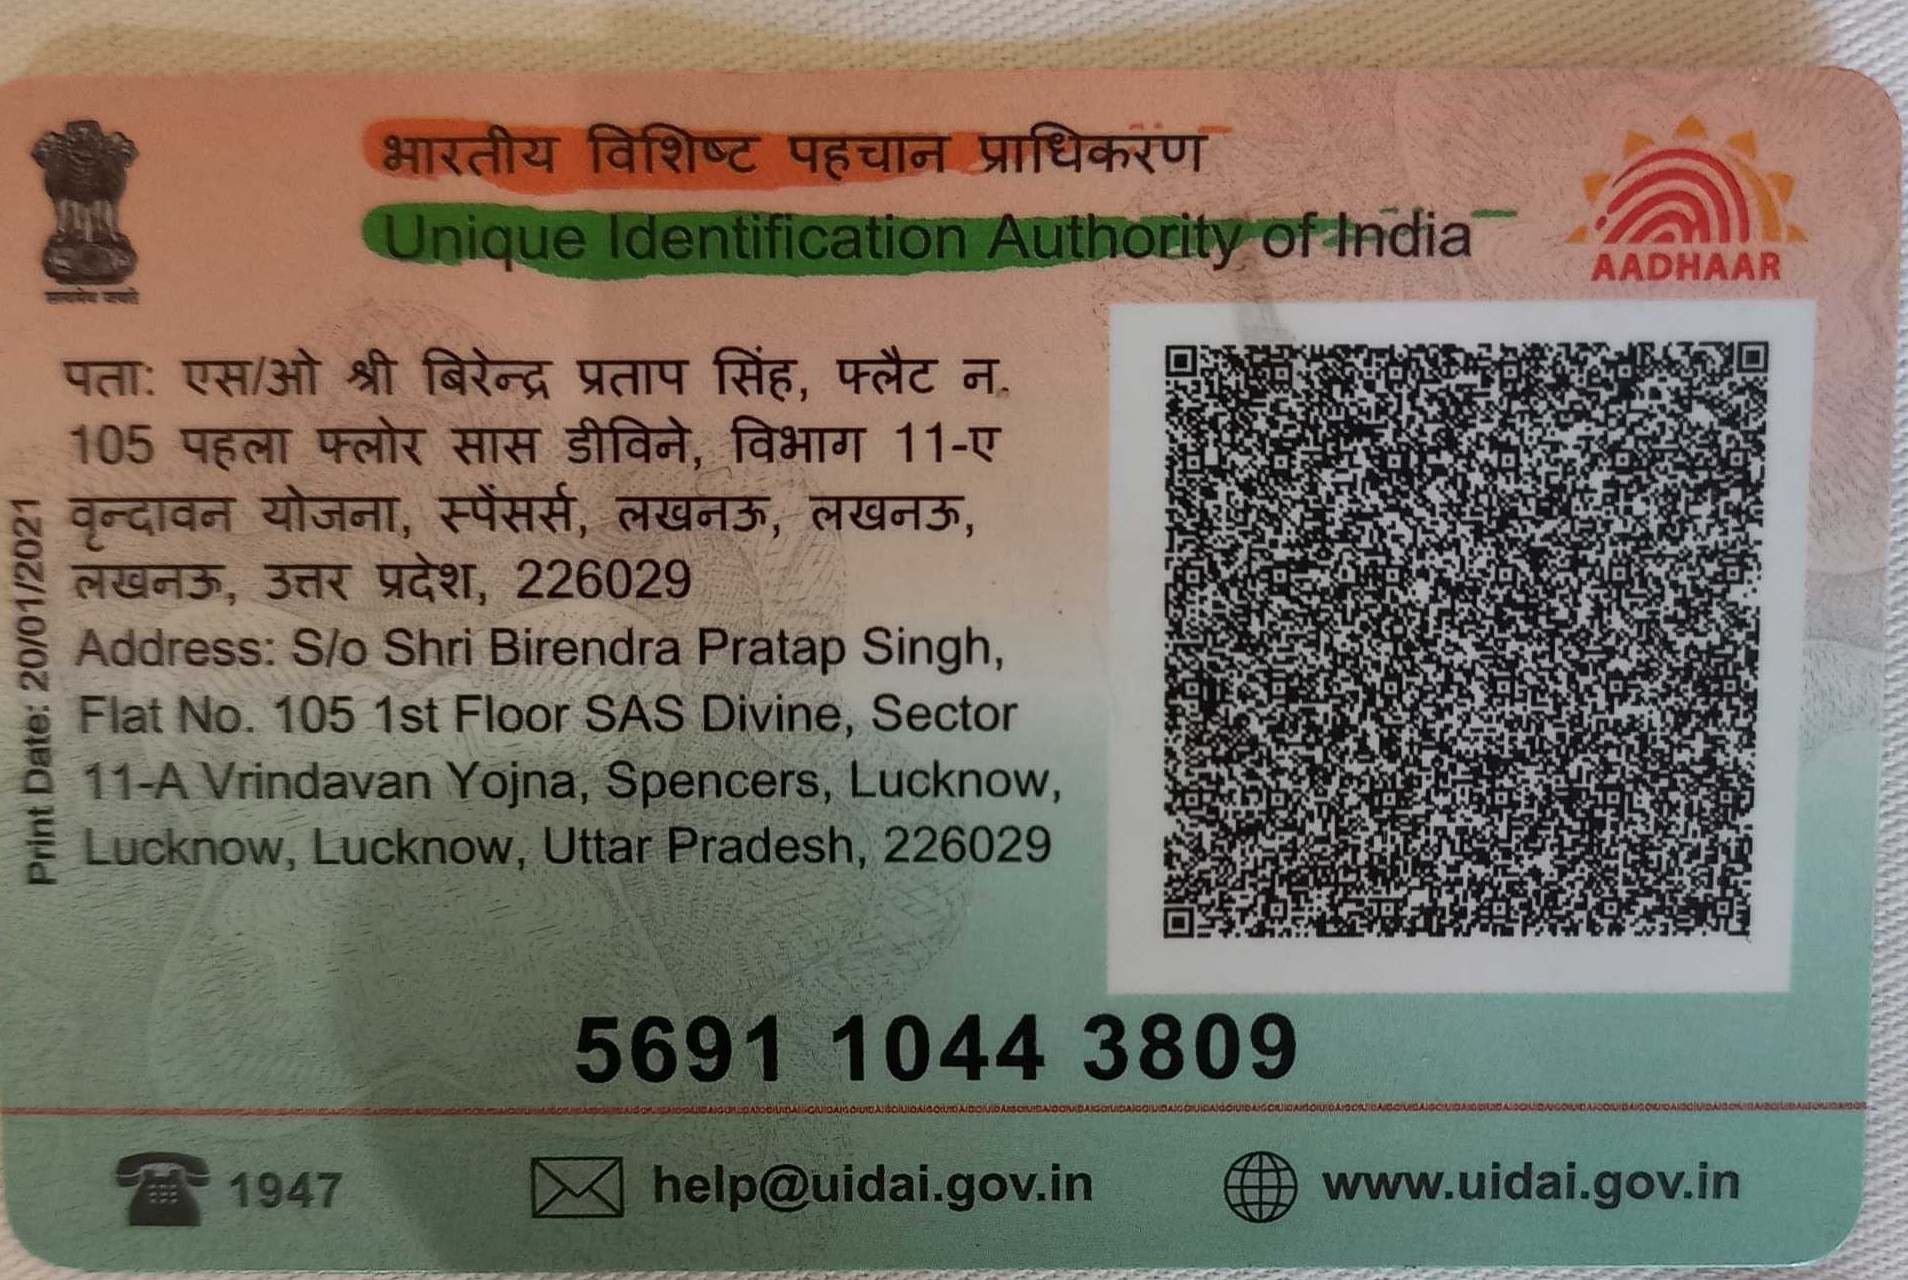 भारतीय विशिष्ट पहचान प्राधिकरण
Unique Identification Authority of India
AADHAAR
सत्यमेव जयते
पता: एस/ओ श्री बिरेन्द्र प्रताप सिंह, फ्लैट न.
105 पहला फ्लोर सास डीविने, विभाग 11-ए
वृन्दावन योजना, स्पेंसर्स, लखनऊ, लखनऊ,
लखनऊ, उत्तर प्रदेश, 226029
Address: S/o Shri Birendra Pratap Singh,
Flat No. 105 1st Floor SAS Divine, Sector
11-A Vrindavan Yojna, Spencers, Lucknow,
Lucknow, Lucknow, Uttar Pradesh, 226029
Print Date: 20/01/2021
5691 1044 3809
1947
help@uidai.gov.in
www.uidai.gov.in